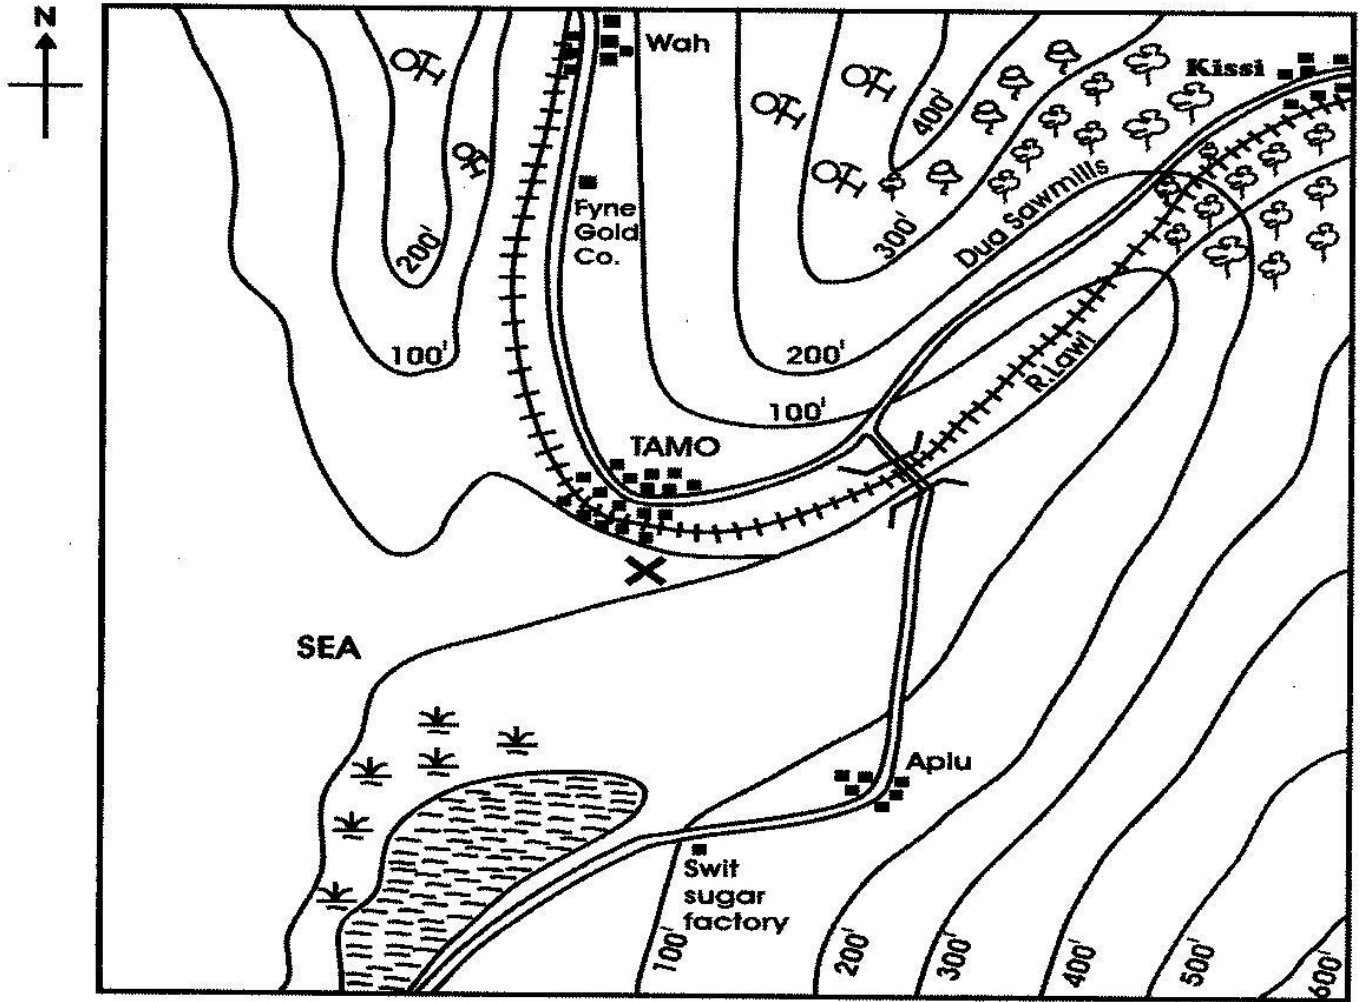 N
Wah
Kissi
400'
Fyne
Gold
Co.
Dua Sawmills
200'
300'
100'
200'
R.Lawi
100'
TAMO
SEA
Aplu
Swit
sugar
factory
100'
200'
300'
400'
500'
600'